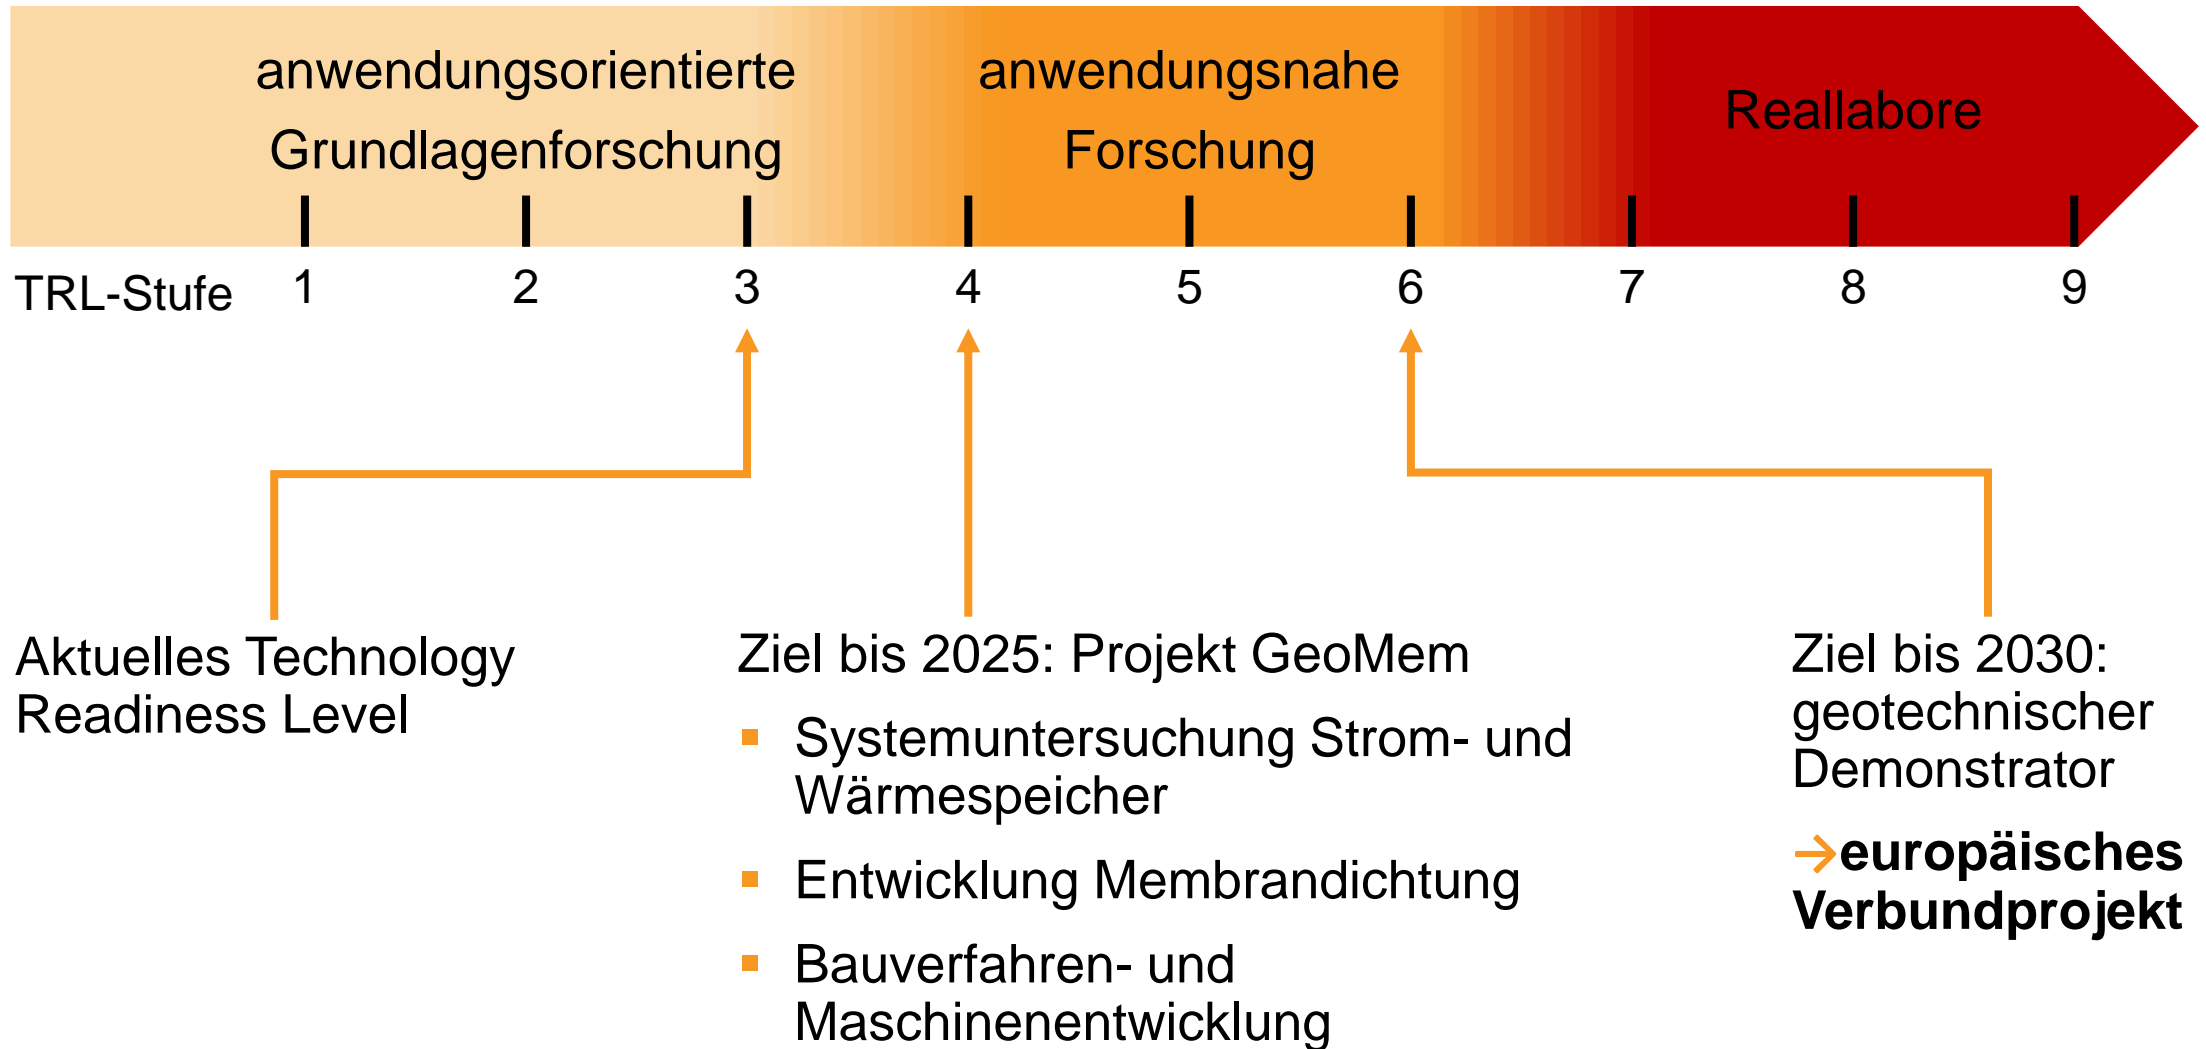 anwendungsorientierte
Grundlagenforschung
anwendungsnahe
Forschung
Reallabore
TRL-Stufe 1 2 3 4 5 6 7 8 9
Aktuelles Technology
Readiness Level
Ziel bis 2025: Projekt GeoMem
▪ Systemuntersuchung Strom- und
Wärmespeicher
▪ Entwicklung Membrandichtung
▪ Bauverfahren- und
Maschinenentwicklung
Ziel bis 2030:
geotechnischer
Demonstrator
→europäisches
Verbundprojekt